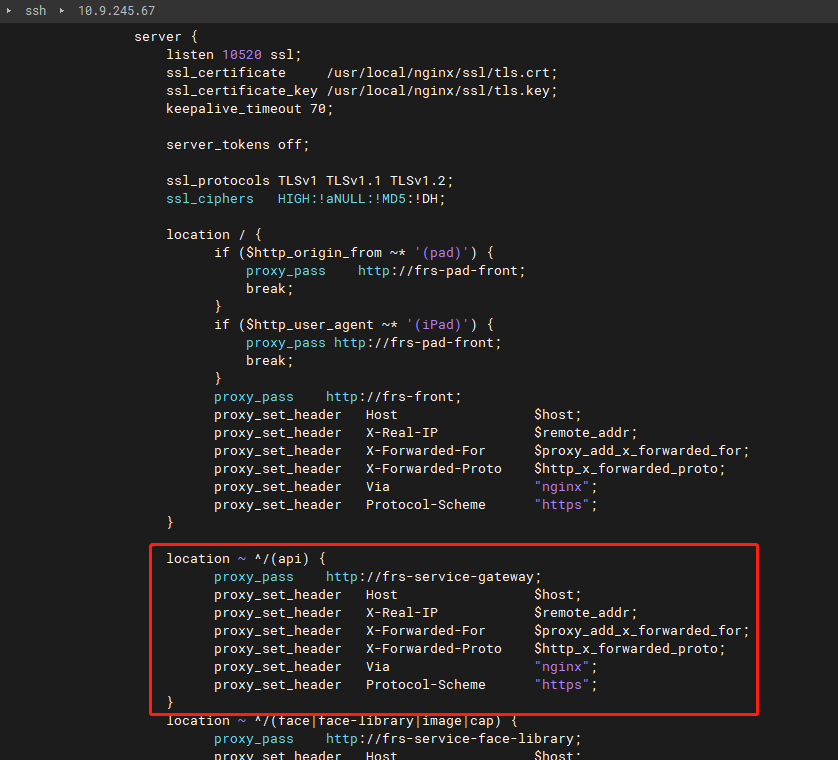 ssh 10.9.245.67
server {
listen 10520 ssl;
ssl_certificate /usr/local/nginx/ssl/tls.crt;
ssl_certificate_key /usr/local/nginx/ssl/tls.key;
keepalive_timeout 70;
server_tokens off;
ssl_protocols TLSv1 TLSv1.1 TLSv1.2;
ssl_ciphers HIGH:!aNULL:!MD5:!DH;
location / {
if ($http_origin_from ~* '(pad)') {
proxy_pass http://frs-pad-front;
break;
}
if ($http_user_agent ~* '(iPad)') {
proxy_pass http://frs-pad-front;
break;
}
proxy_pass http://frs-front;
proxy_set_header Host $host;
proxy_set_header X-Real-IP $remote_addr;
proxy_set_header X-Forwarded-For $proxy_add_x_forwarded_for;
proxy_set_header X-Forwarded-Proto $http_x_forwarded_proto;
proxy_set_header Via "nginx";
proxy_set_header Protocol-Scheme "https";
}
location ~ ^/(api) {
proxy_pass http://frs-service-gateway;
proxy_set_header Host $host;
proxy_set_header X-Real-IP $remote_addr;
proxy_set_header X-Forwarded-For $proxy_add_x_forwarded_for;
proxy_set_header X-Forwarded-Proto $http_x_forwarded_proto;
proxy_set_header Via "nginx";
proxy_set_header Protocol-Scheme "https";
}
location ~ ^/(face|face-library|image|cap) {
proxy_pass http://frs-service-face-library;
proxy_set_header Host $host;